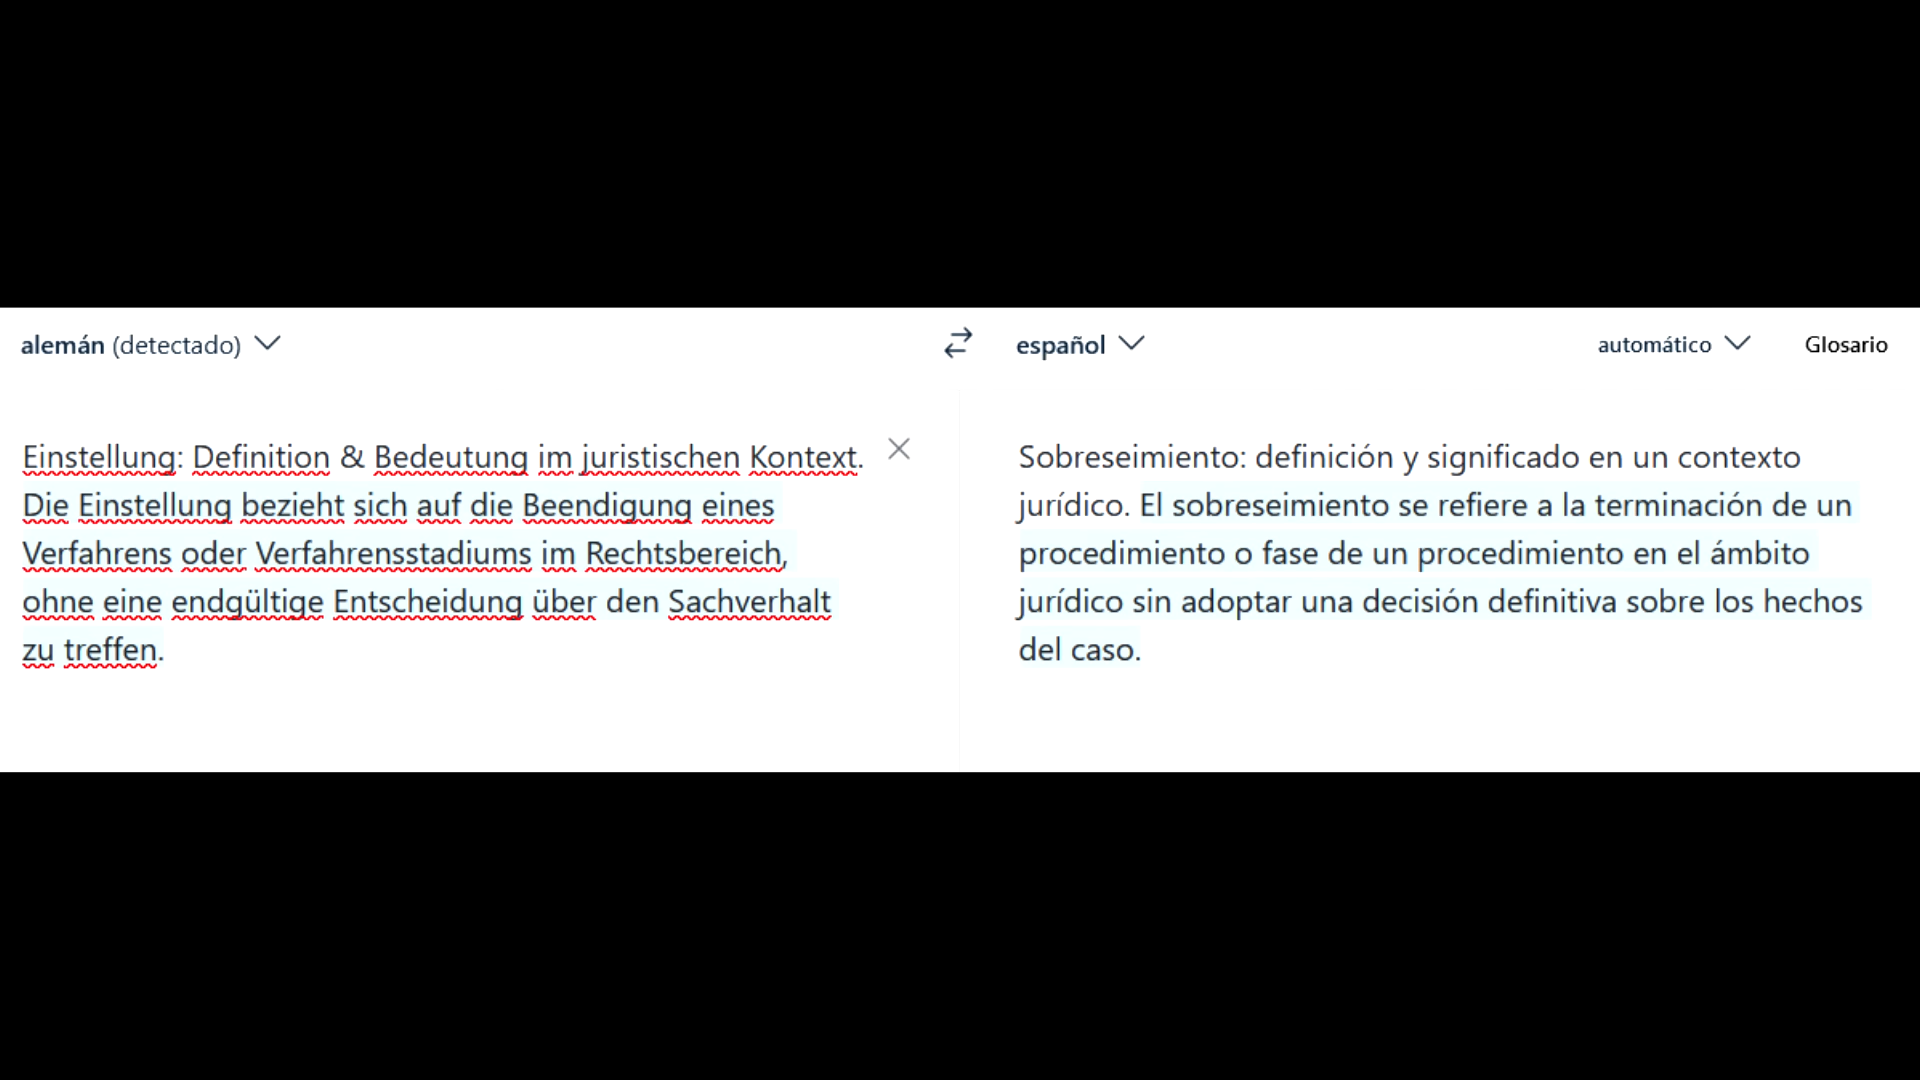 alemán (detectado)
español
automático
Glosario
Einstellung: Definition & Bedeutung im juristischen Kontext.
Die Einstellung bezieht sich auf die Beendigung eines
Verfahrens oder Verfahrensstadiums im Rechtsbereich,
ohne eine endgültige Entscheidung über den Sachverhalt
zu treffen.
Sobreseimiento: definición y significado en un contexto
jurídico. El sobreseimiento se refiere a la terminación de un
procedimiento o fase de un procedimiento en el ámbito
jurídico sin adoptar una decisión definitiva sobre los hechos
del caso.